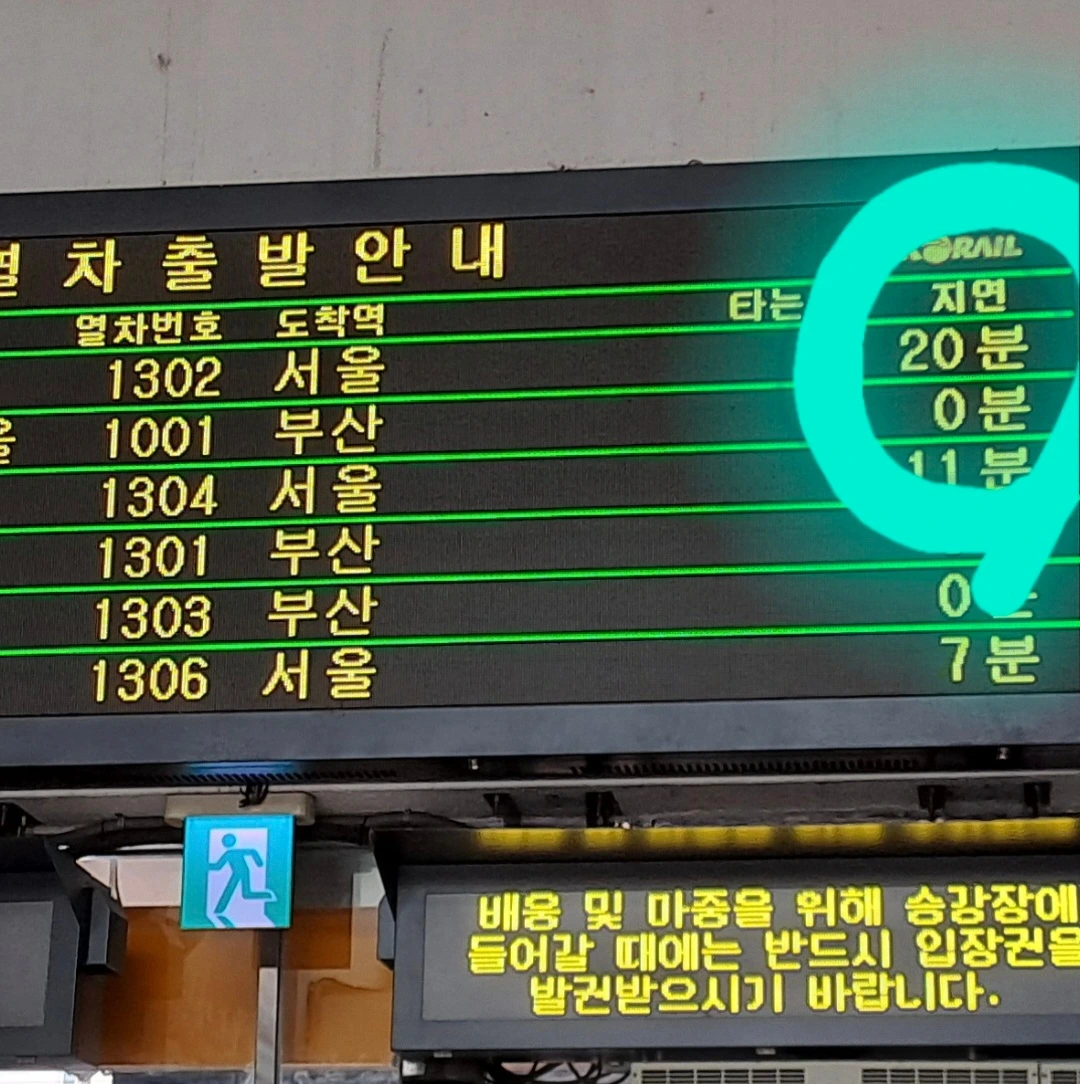 차 출 발 안 내 KORAIL
열차번호 도착역 타는 지연
1302 서울 20 분
1001 부산 0 분
1304 서울 11 분
1301 부산
1303 부산 0
1306 서울 7 분
9
배웅 및 마중을 위해 승강장에
들어갈 때에는 반드시 입장권을
발권받으시기 바랍니다.